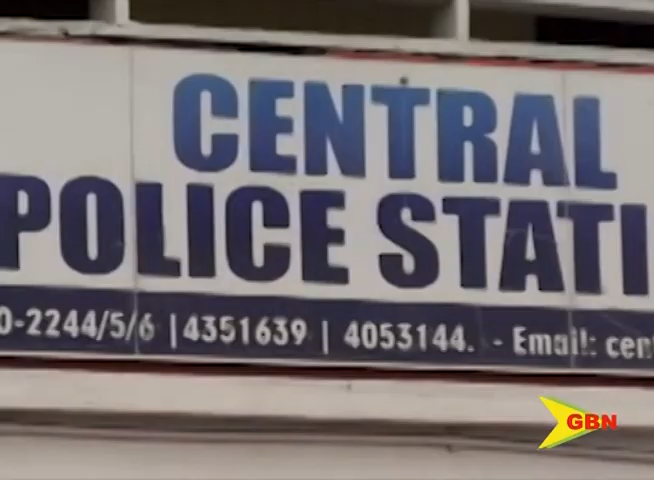 CENTRAL
POLICE STATI
0-2244/5/6 |4351639 | 4053144. - Email: cen
GBN